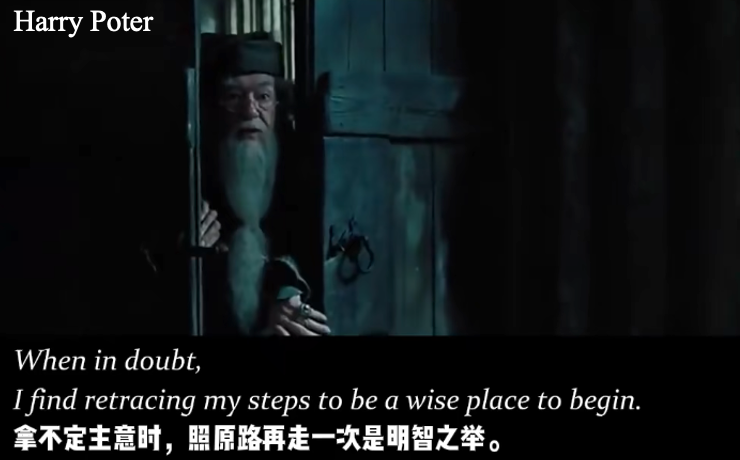 Harry Poter
When in doubt,
I find retracing my steps to be a wise place to begin.
拿不定主意时，照原路再走一次是明智之举。